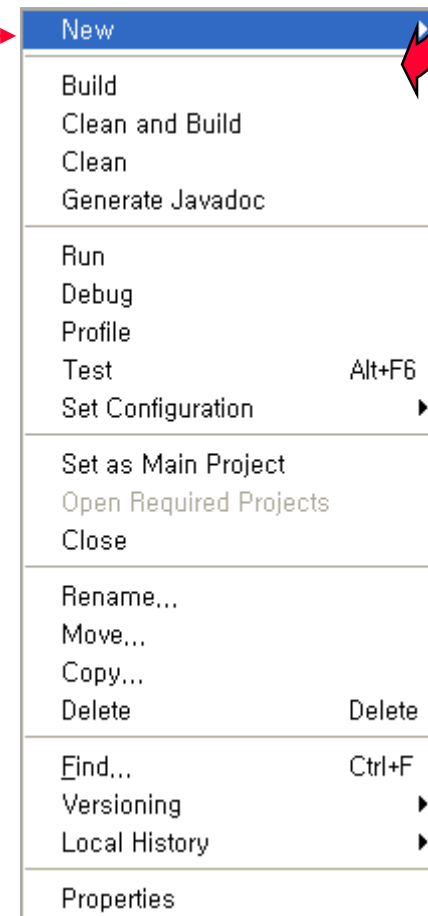 New
Build
Clean and Build
Clean
Generate Javadoc
Run
Debug
Profile
Test Alt+F6
Set Configuration
Set as Main Project
Open Required Projects
Close
Rename...
Move...
Copy...
Delete Delete
Find... Ctrl+F
Versioning
Local History
Properties